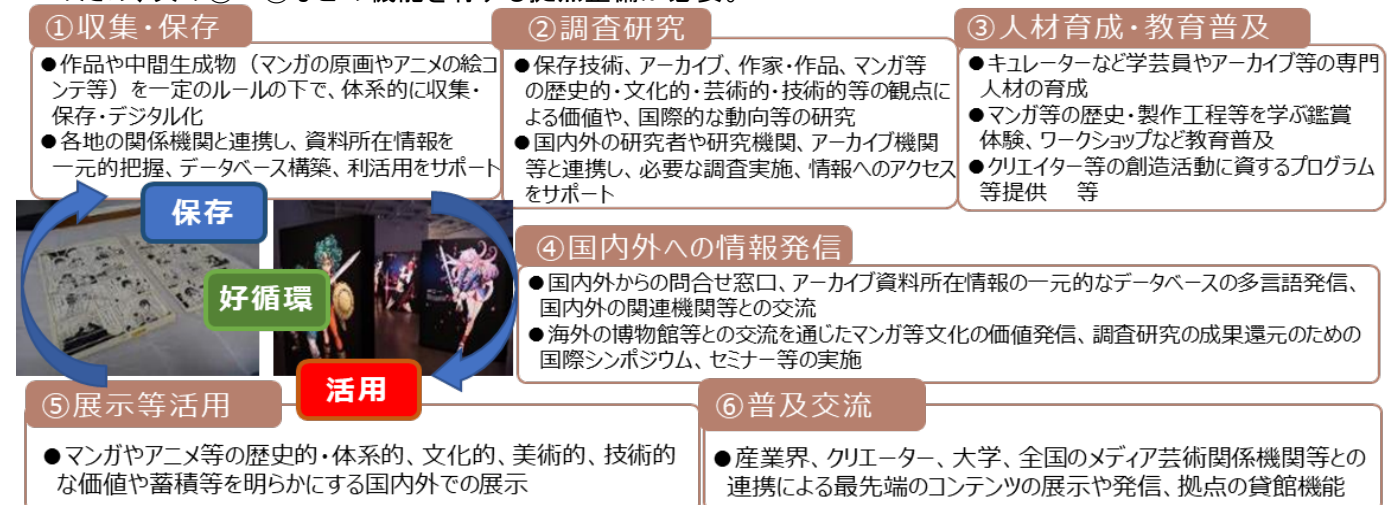 ①収集・保存
●作品や中間生成物（マンガの原画やアニメの絵コ
ンテ等）を一定のルールの下で、体系的に収集・
保存・デジタル化
●各地の関係機関と連携し、資料所在情報を
一元的把握、データベース構築、利活用をサポート
②調査研究
●保存技術、アーカイブ、作家・作品、マンガ等
の歴史的・文化的・芸術的・技術的等の観点に
よる価値や、国際的な動向等の研究
●国内外の研究者や研究機関、アーカイブ機関
等と連携し、必要な調査実施、情報へのアクセス
をサポート
③人材育成・教育普及
●キュレーターなど学芸員やアーカイブ等の専門
人材の育成
●マンガ等の歴史・製作工程等を学ぶ鑑賞
体験、ワークショップなど教育普及
●クリエイター等の創造活動に資するプログラム
等提供　等
保存
好循環
活用
④国内外への情報発信
●国内外からの問合せ窓口、アーカイブ資料所在情報の一元的なデータベースの多言語発信、
国内外の関連機関等との交流
●海外の博物館等との交流を通じたマンガ等文化の価値発信、調査研究の成果還元のための
国際シンポジウム、セミナー等の実施
⑤展示等活用
●マンガやアニメ等の歴史的・体系的、文化的、美術的、技術的
な価値や蓄積等を明らかにする国内外での展示
⑥普及交流
●産業界、クリエーター、大学、全国のメディア芸術関係機関等との
連携による最先端のコンテンツの展示や発信、拠点の貸館機能